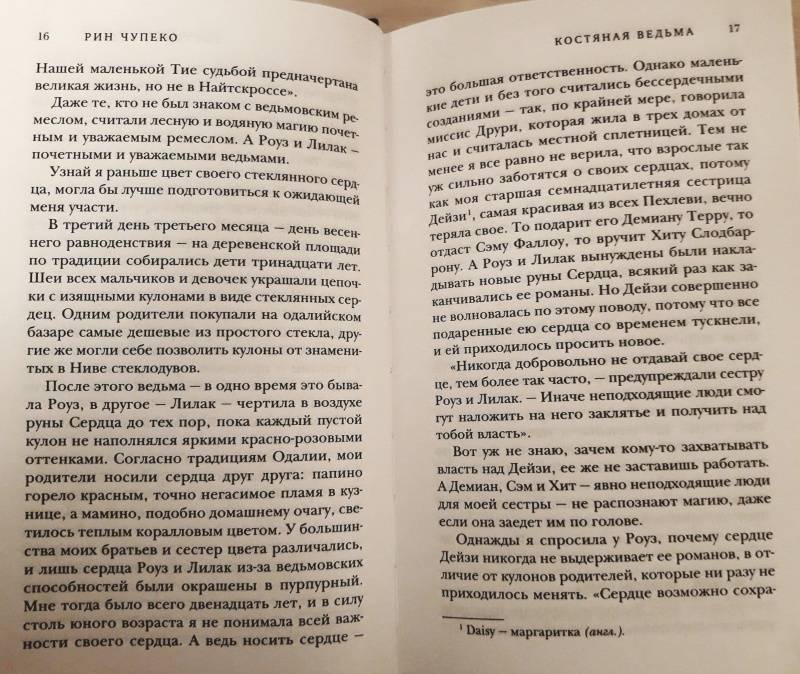 16 РИН ЧУПЕКО
Нашей маленькой Тие судьбой предначертана
великая жизнь, но не в Найтскроссе».
Даже те, кто не был знаком с ведьмовским ре-
меслом, считали лесную и водяную магию почет-
ным и уважаемым ремеслом. А Роуз и Лилак –
почетными и уважаемыми ведьмами.
Узнай я раньше цвет своего стеклянного серд-
ца, могла бы лучше подготовиться к ожидающей
меня участи.
В третий день третьего месяца – день весен-
него равноденствия – на деревенской площади
по традиции собирались дети тринадцати лет.
Шеи всех мальчиков и девочек украшали цепоч-
ки с изящными кулонами в виде стеклянных сер-
дец. Одним родители покупали на одалийском
базаре самые дешевые из простого стекла, дру-
гие же могли себе позволить кулоны от знамени-
тых в Ниве стеклодувов.
После этого ведьма – в одно время это быва-
ла Роуз, в другое – Лилак – чертила в воздухе
руны Сердца до тех пор, пока каждый пустой
кулон не наполнялся яркими красно-розовыми
оттенками. Согласно традициям Одалии, мои
родители носили сердца друг друга: папино
горело красным, точно негасимое пламя в куз-
нице, а мамино, подобно домашнему очагу, све-
тилось теплым коралловым цветом. У большин-
ства моих братьев и сестер цвета различались,
и лишь сердца Роуз и Лилак из-за ведьмовских
способностей были окрашены в пурпурный.
Мне тогда было всего двенадцать лет, и в силу
столь юного возраста я не понимала всей важ-
ности своего сердца. А ведь носить сердце –
КОСТЯНАЯ ВЕДЬМА 17
это большая ответственность. Однако малень-
кие дети и без того считались бессердечными
созданиями – так, по крайней мере, говорила
миссис Друри, которая жила в трех домах от
нас и считалась местной сплетницей. Тем не
менее я все равно не верила, что взрослые так
уж сильно заботятся о своих сердцах, потому
как моя старшая семнадцатилетняя сестрица
Дейзи¹, самая красивая из всех Пехлеви, вечно
теряла свое. То подарит его Демиану Терру, то
отдаст Сэму Фаллоу, то вручит Хиту Слодбар-
рону. А Роуз и Лилак вынуждены были накла-
дывать новые руны Сердца, всякий раз как за-
канчивались ее романы. Но Дейзи совершенно
не волновалась по этому поводу, потому что все
подаренные ею сердца со временем тускнели,
и ей приходилось просить новое.
«Никогда добровольно не отдавай свое серд-
це, тем более так часто, – предупреждали сестру
Роуз и Лилак. – Иначе неподходящие люди смо-
гут наложить на него заклятье и получить над
тобой власть».
Вот уж не знаю, зачем кому-то захватывать
власть над Дейзи, ее же не заставишь работать.
А Демиан, Сэм и Хит – явно неподходящие люди
для моей сестры – не распознают магию, даже
если она заедет им по голове.
Однажды я спросила у Роуз, почему сердце
Дейзи никогда не выдерживает ее романов, в от-
личие от кулонов родителей, которые ни разу не
приходилось менять. «Сердце возможно сохра-
¹ Daisy – маргаритка (англ.).